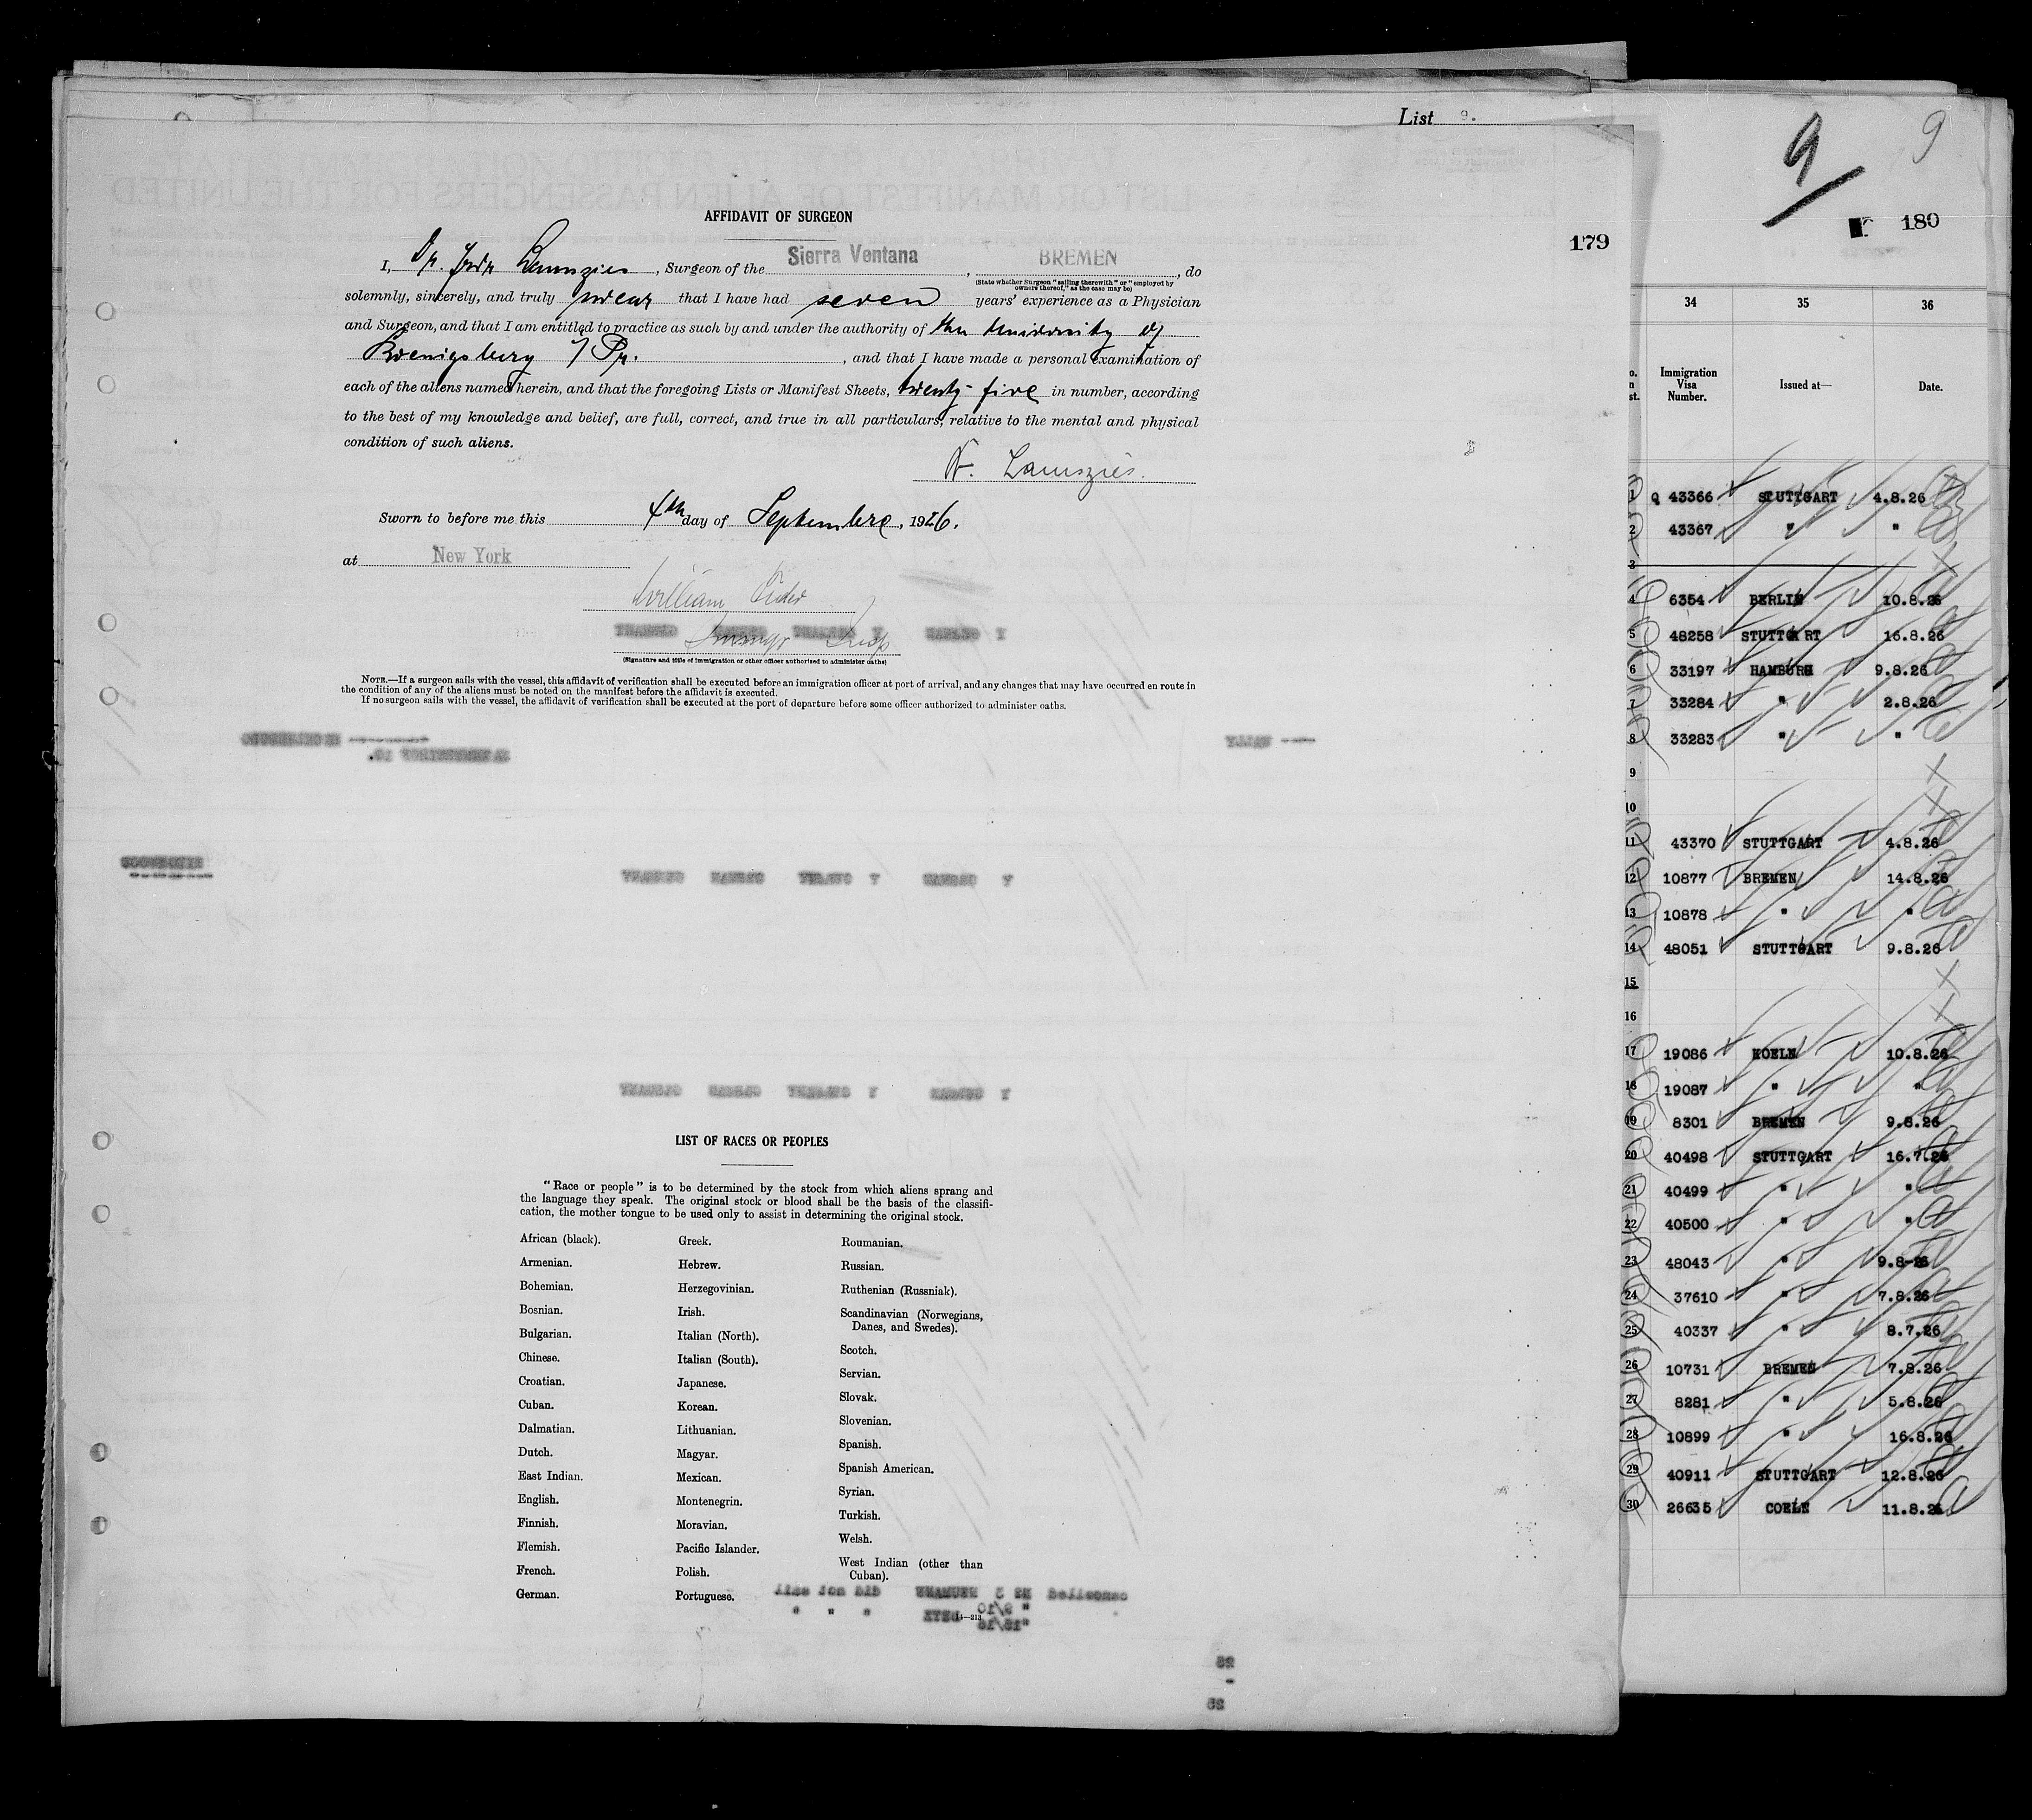 List 9.
AFFIDAVIT OF SURGEON
179
I, Dr. Lamszies, Surgeon of the Sierra Ventana, BREMEN, do
(State whether Surgeon "sailing therewith" or "employed by
owners thereof," as the case may be)
solemnly, sincerely, and truly swear that I have had seven years' experience as a Physician
and Surgeon, and that I am entitled to practice as such by and under the authority of the University of
Koenigsberg i/Pr., and that I have made a personal examination of
each of the aliens named herein, and that the foregoing Lists or Manifest Sheets, twenty-five in number, according
to the best of my knowledge and belief, are full, correct, and true in all particulars, relative to the mental and physical
condition of such aliens.
Lamszies.
Sworn to before me this 4th day of Septembre, 1926.
at New York
William
Immigr Insp
(Signature and title of immigration or other officer authorized to administer oaths)
NOTE.—If a surgeon sails with the vessel, this affidavit of verification shall be executed before an immigration officer at port of arrival, and any changes that may have occurred en route in
the condition of any of the aliens must be noted on the manifest before the affidavit is executed.
If no surgeon sails with the vessel, the affidavit of verification shall be executed at the port of departure before some officer authorized to administer oaths.
LIST OF RACES OR PEOPLES
"Race or people" is to be determined by the stock from which aliens sprang and
the language they speak. The original stock or blood shall be the basis of the classifi-
cation, the mother tongue to be used only to assist in determining the original stock.
African (black).
Armenian.
Bohemian.
Bosnian.
Bulgarian.
Chinese.
Croatian.
Cuban.
Dalmatian.
Dutch.
East Indian.
English.
Finnish.
Flemish.
French.
German.
Greek.
Hebrew.
Herzegovinian.
Irish.
Italian (North).
Italian (South).
Japanese.
Korean.
Lithuanian.
Magyar.
Mexican.
Montenegrin.
Moravian.
Pacific Islander.
Polish.
Portuguese.
Roumanian.
Russian.
Ruthenian (Russniak).
Scandinavian (Norwegians,
Danes, and Swedes).
Scotch.
Servian.
Slovak.
Slovenian.
Spanish.
Spanish American.
Syrian.
Turkish.
Welsh.
West Indian (other than
Cuban).
14—213
9 9
180
34 35 36
Immigration
Visa
Number.
Issued at—
Date.
1 Q 43366 STUTTGART 4.8.26
2 43367 " "
3
4 6354 BERLIN 10.8.26
5 48258 STUTTGART 16.8.26
6 33197 HAMBURG 9.8.26
7 33284 " 2.8.26
8 33283 " "
9
10
11 43370 STUTTGART 4.8.26
12 10877 BREMEN 14.8.26
13 10878 " "
14 48051 STUTTGART 9.8.26
15
16
17 19086 KOELN 10.8.26
18 19087 " "
19 8301 BREMEN 9.8.26
20 40498 STUTTGART 16.7.26
21 40499 " "
22 40500 " "
23 48043 " 9.8-26
24 37610 " 7.8.26
25 40337 " 8.7.26
26 10731 BREMEN 7.8.26
27 8281 " 5.8.26
28 10899 " 16.8.26
29 40911 STUTTGART 12.8.26
30 26635 COELN 11.8.26